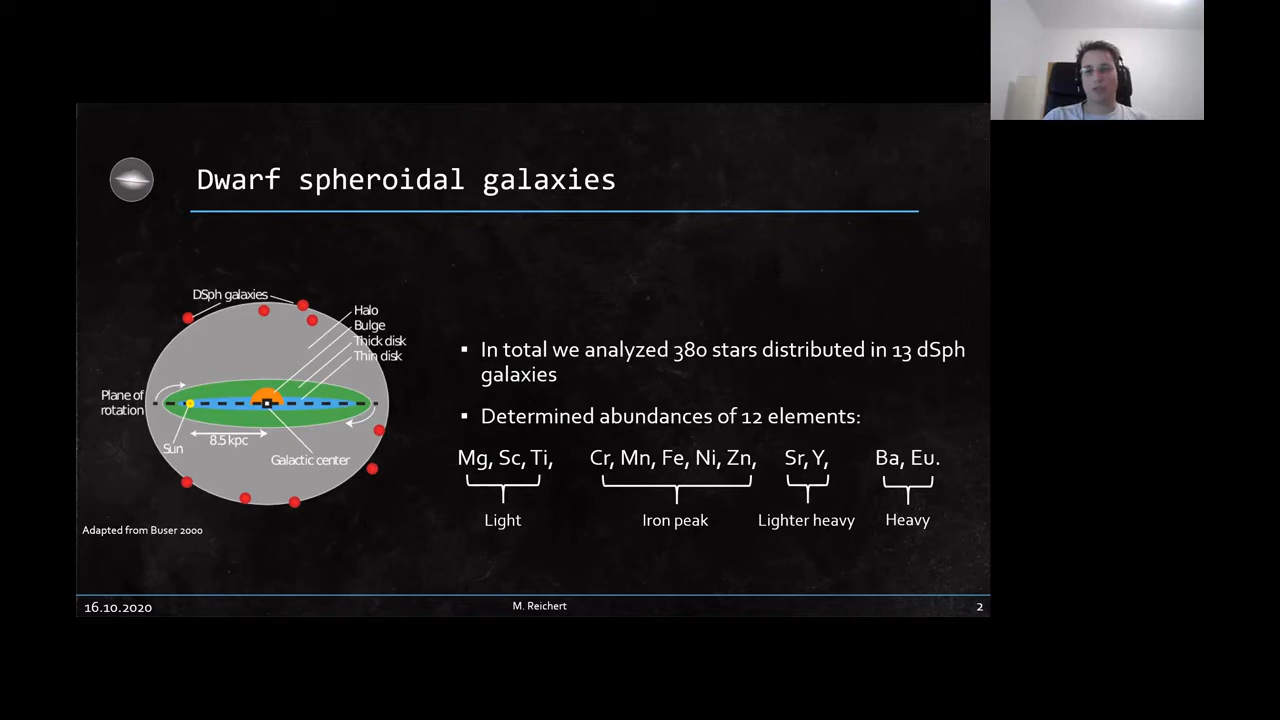 Dwarf spheroidal galaxies
DSph galaxies
Halo
Bulge
Thick disk
Thin disk
Plane of
rotation
Sun
8.5 kpc
Galactic center
Adapted from Buser 2000
▪ In total we analyzed 380 stars distributed in 13 dSph
galaxies
▪ Determined abundances of 12 elements:
Mg, Sc, Ti, Cr, Mn, Fe, Ni, Zn, Sr, Y, Ba, Eu.
Light Iron peak Lighter heavy Heavy
16.10.2020 M. Reichert 2